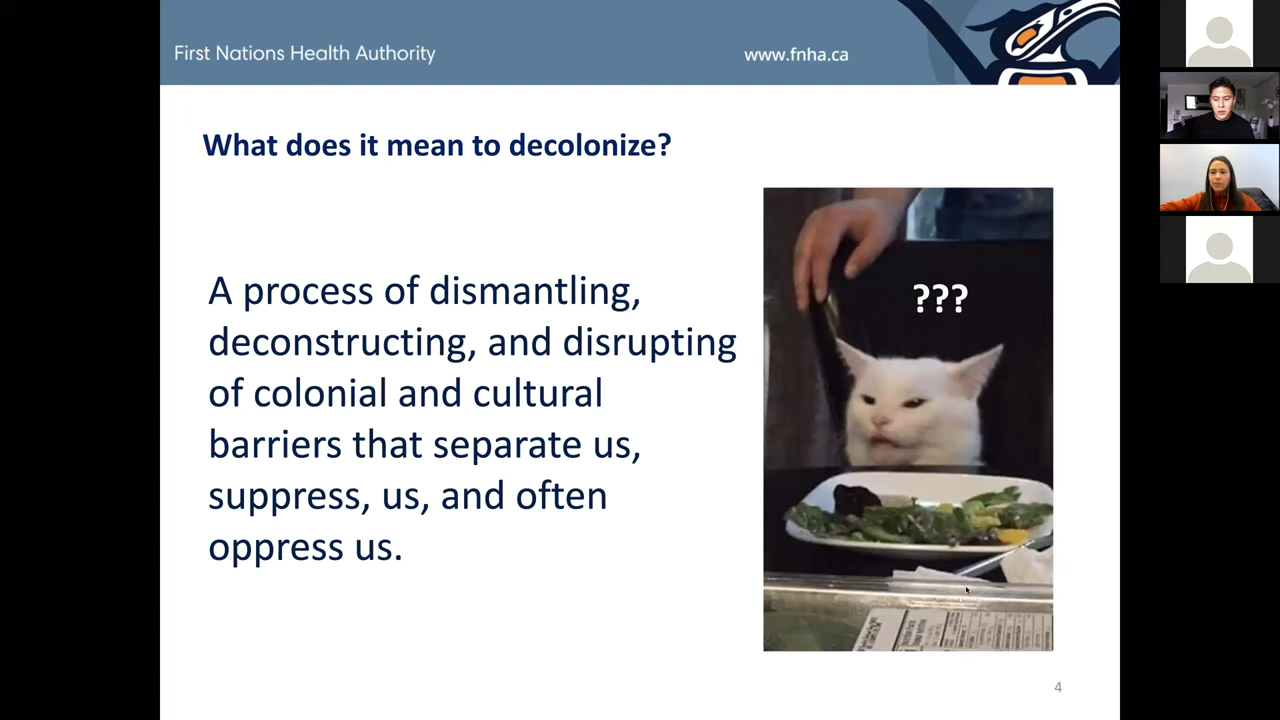 First Nations Health Authority
www.fnha.ca
What does it mean to decolonize?
A process of dismantling,
deconstructing, and disrupting
of colonial and cultural
barriers that separate us,
suppress, us, and often
oppress us.
???
4